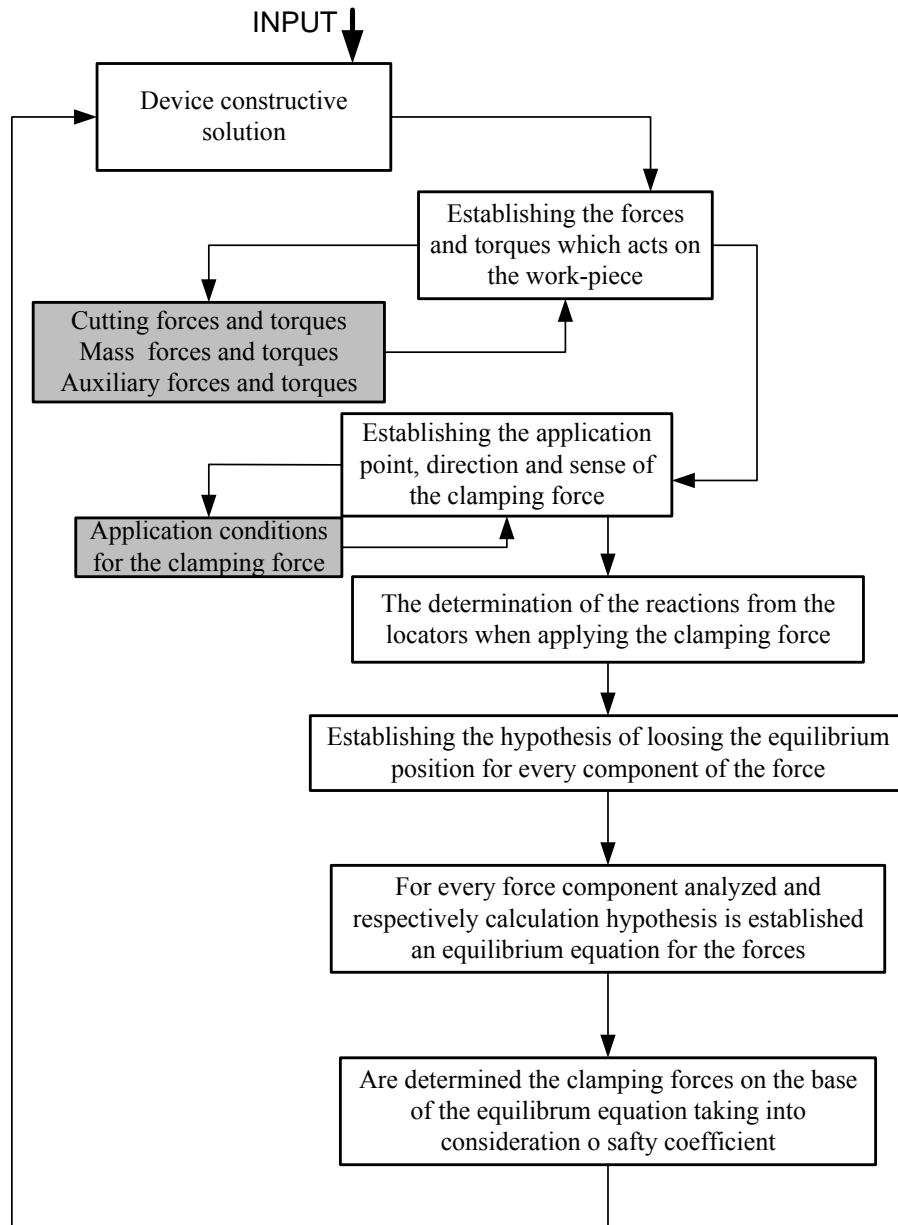 INPUT
Device constructive
solution
Establishing the forces
and torques which acts on
the work-piece
Cutting forces and torques
Mass forces and torques
Auxiliary forces and torques
Establishing the application
point, direction and sense of
the clamping force
Application conditions
for the clamping force
The determination of the reactions from the
locators when applying the clamping force
Establishing the hypothesis of loosing the equilibrium
position for every component of the force
For every force component analyzed and
respectively calculation hypothesis is established
an equilibrium equation for the forces
Are determined the clamping forces on the base
of the equilibrum equation taking into
consideration o safty coefficient